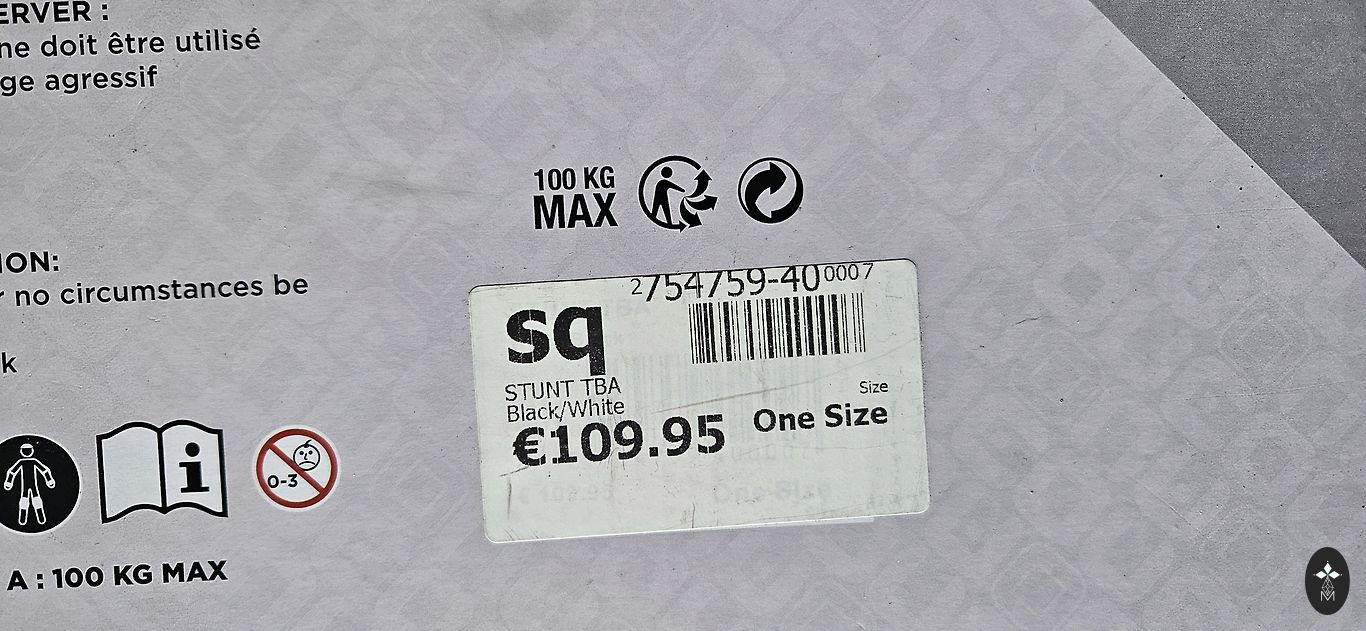 ERVER :
ne doit être utilisé
ge agressif
100 KG
MAX
ION:
r no circumstances be
k
2754759-400007
sq
STUNT TBA
Black/White
€109.95
Size
One Size
i
0-3
A : 100 KG MAX
M